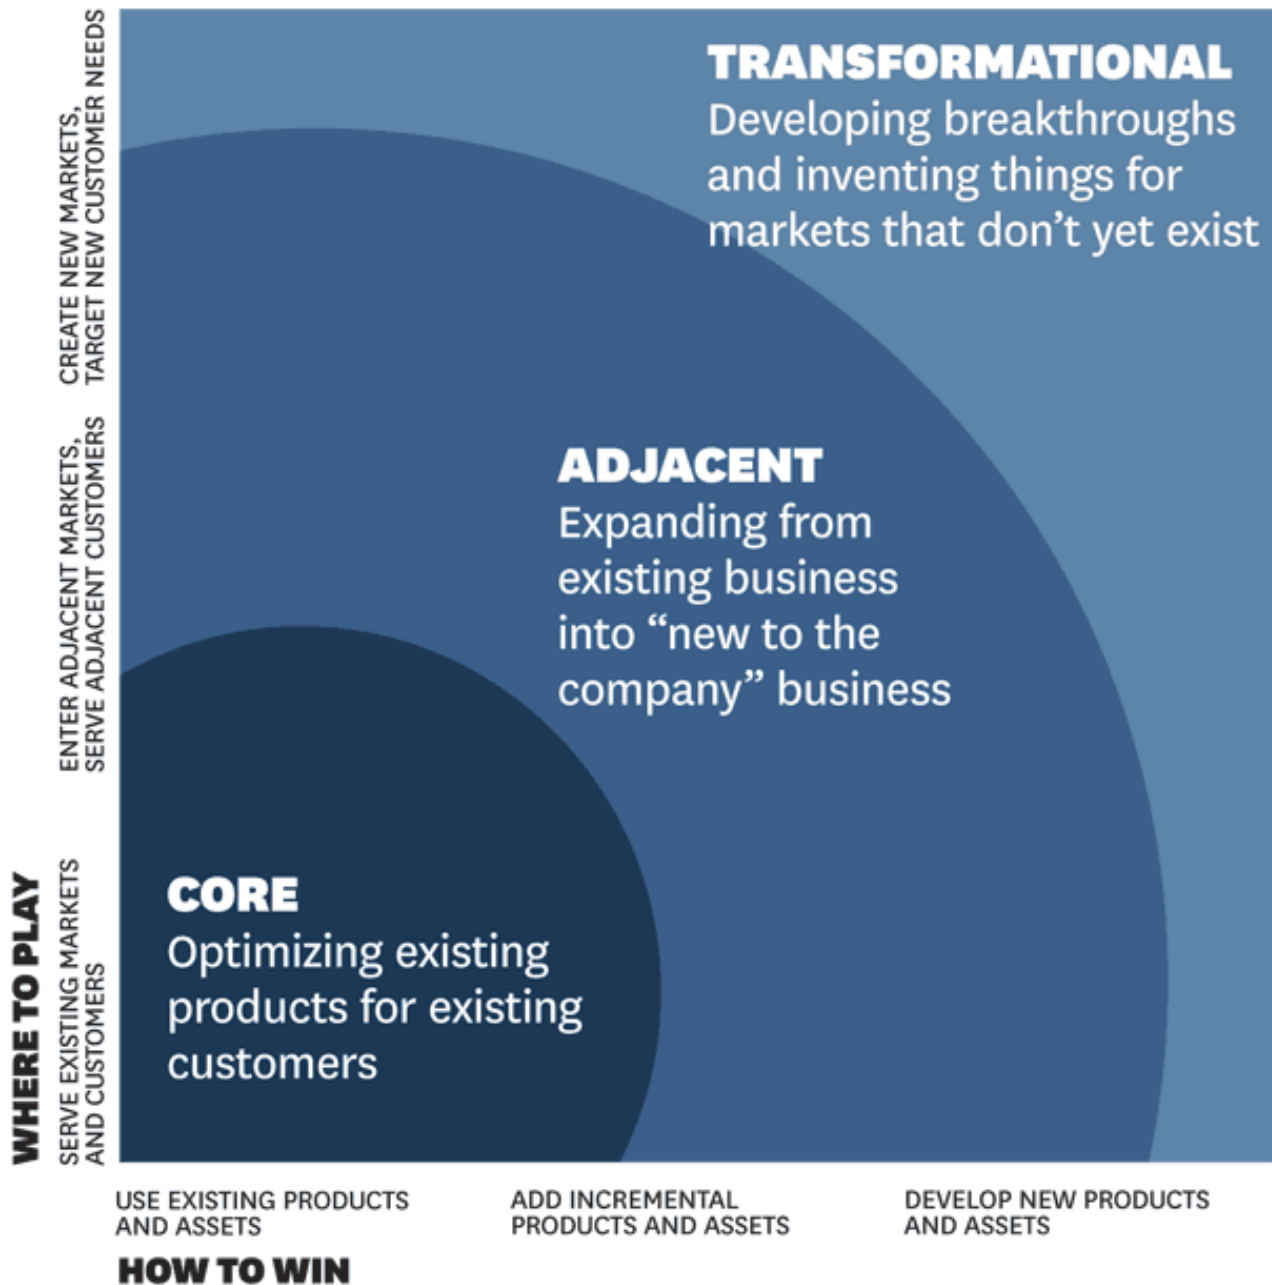 TRANSFORMATIONAL
Developing breakthroughs
and inventing things for
markets that don’t yet exist
ADJACENT
Expanding from
existing business
into “new to the
company” business
CORE
Optimizing existing
products for existing
customers
WHERE TO PLAY
CREATE NEW MARKETS,
TARGET NEW CUSTOMER NEEDS
ENTER ADJACENT MARKETS,
SERVE ADJACENT CUSTOMERS
SERVE EXISTING MARKETS
AND CUSTOMERS
USE EXISTING PRODUCTS
AND ASSETS
ADD INCREMENTAL
PRODUCTS AND ASSETS
DEVELOP NEW PRODUCTS
AND ASSETS
HOW TO WIN